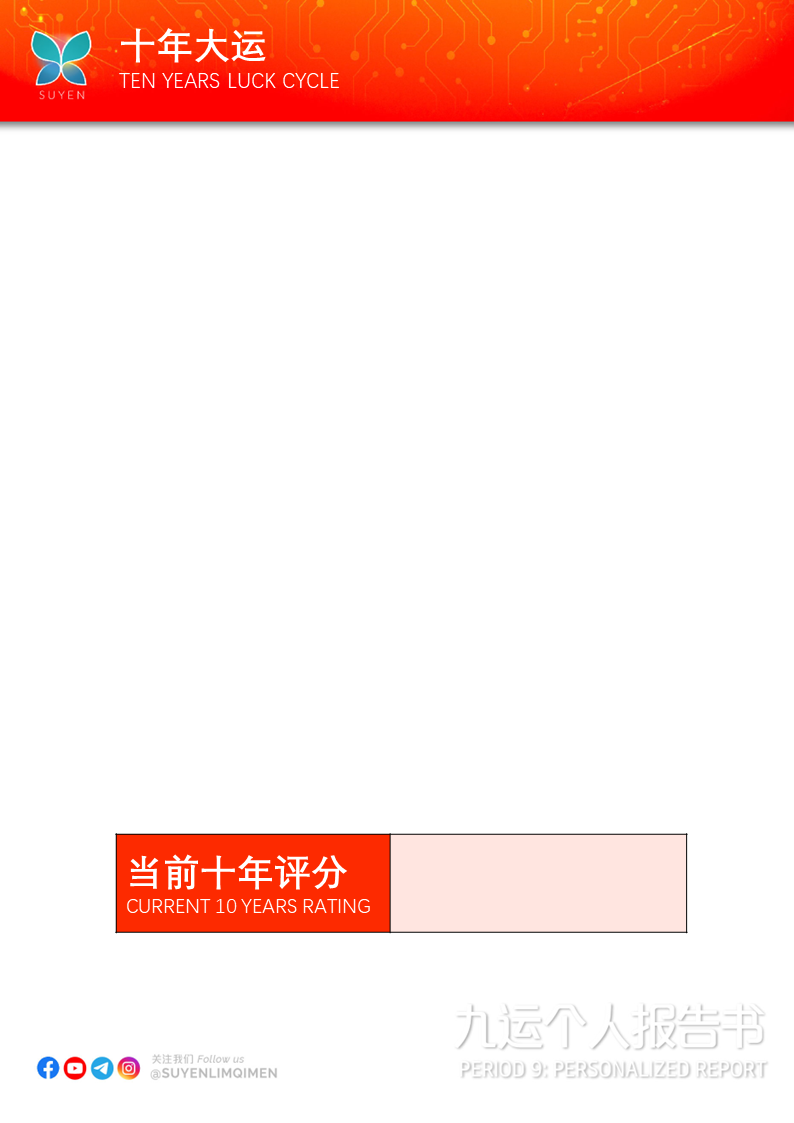 十年大运
TEN YEARS LUCK CYCLE
SUYEN
当前十年评分
CURRENT 10 YEARS RATING
九运个人报告书
PERIOD 9: PERSONALIZED REPORT
关注我们 Follow us
@SUYENLIMQIMEN